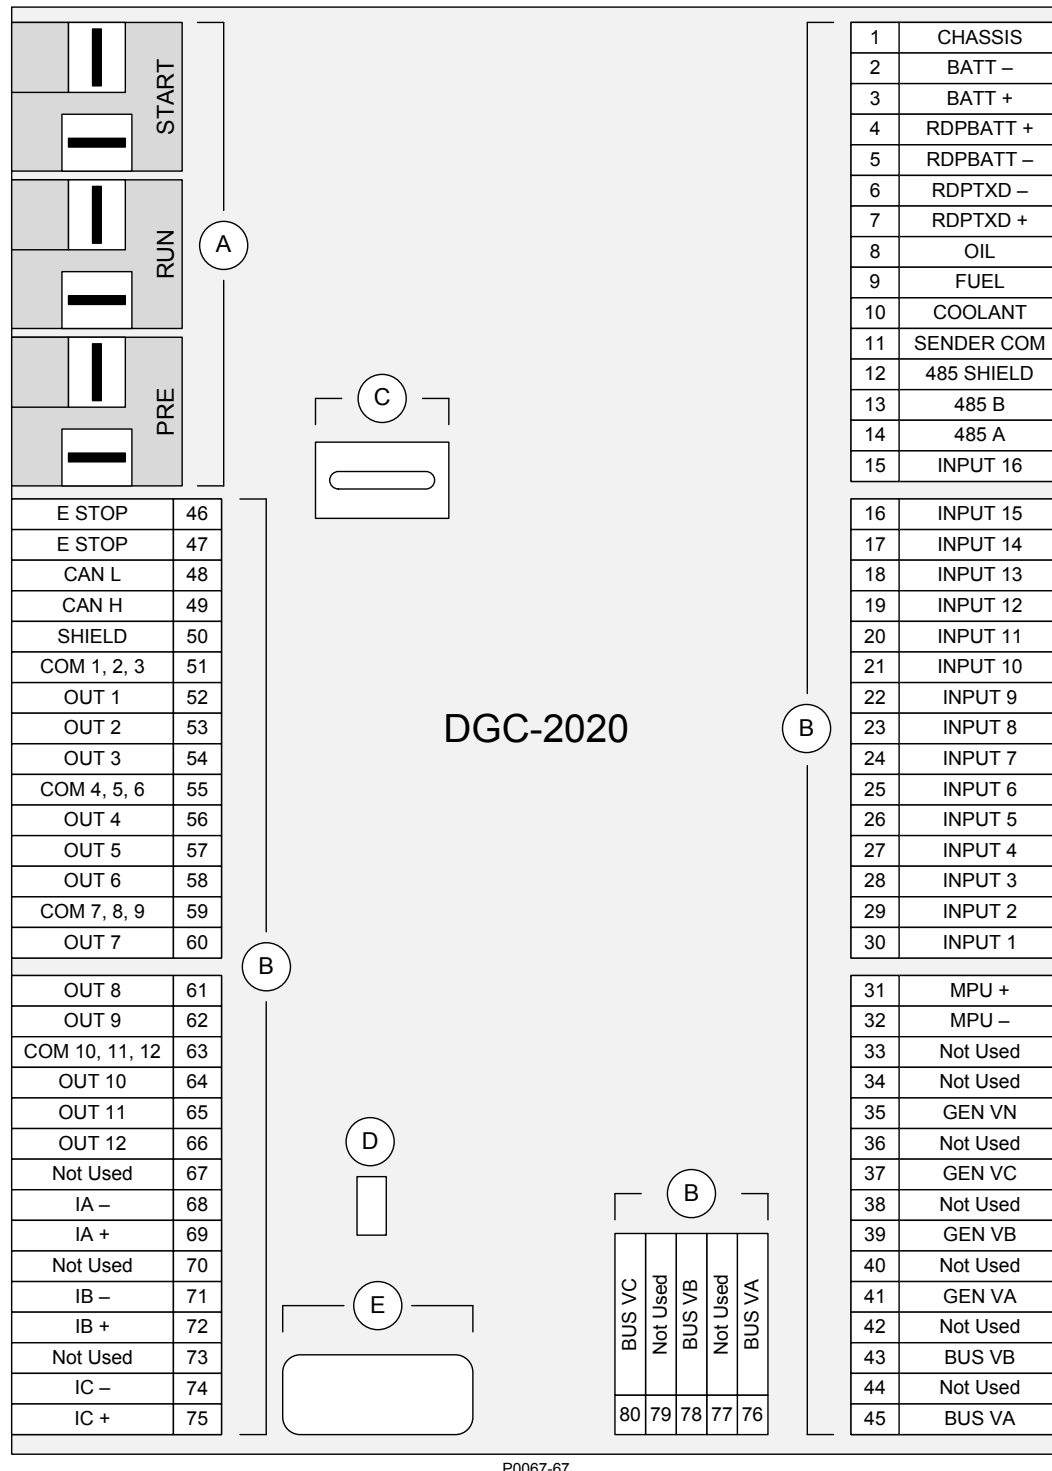 START
RUN
PRE
A
C
E STOP 46
E STOP 47
CAN L 48
CAN H 49
SHIELD 50
COM 1, 2, 3 51
OUT 1 52
OUT 2 53
OUT 3 54
COM 4, 5, 6 55
OUT 4 56
OUT 5 57
OUT 6 58
COM 7, 8, 9 59
OUT 7 60
B
OUT 8 61
OUT 9 62
COM 10, 11, 12 63
OUT 10 64
OUT 11 65
OUT 12 66
Not Used 67
IA – 68
IA + 69
Not Used 70
IB – 71
IB + 72
Not Used 73
IC – 74
IC + 75
DGC-2020
D
E
B
BUS VC 80
Not Used 79
BUS VB 78
Not Used 77
BUS VA 76
B
1 CHASSIS
2 BATT –
3 BATT +
4 RDPBATT +
5 RDPBATT –
6 RDPTXD –
7 RDPTXD +
8 OIL
9 FUEL
10 COOLANT
11 SENDER COM
12 485 SHIELD
13 485 B
14 485 A
15 INPUT 16
16 INPUT 15
17 INPUT 14
18 INPUT 13
19 INPUT 12
20 INPUT 11
21 INPUT 10
22 INPUT 9
23 INPUT 8
24 INPUT 7
25 INPUT 6
26 INPUT 5
27 INPUT 4
28 INPUT 3
29 INPUT 2
30 INPUT 1
31 MPU +
32 MPU –
33 Not Used
34 Not Used
35 GEN VN
36 Not Used
37 GEN VC
38 Not Used
39 GEN VB
40 Not Used
41 GEN VA
42 Not Used
43 BUS VB
44 Not Used
45 BUS VA
P0067-67